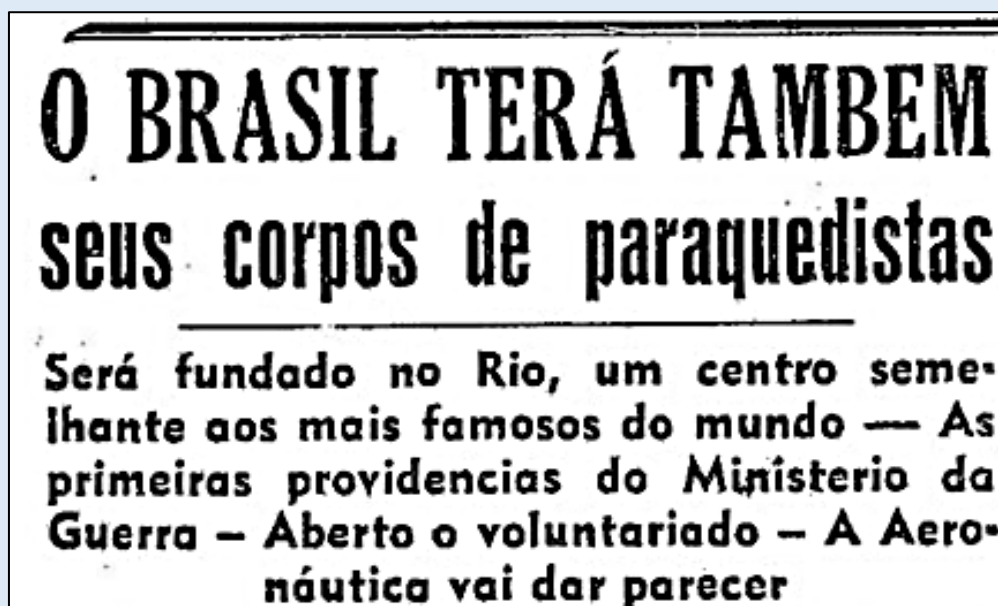 O BRASIL TERÁ TAMBEM
seus corpos de paraquedistas
Será fundado no Rio, um centro seme-
lhante aos mais famosos do mundo — As
primeiras providencias do Ministerio da
Guerra – Aberto o voluntariado – A Aero-
náutica vai dar parecer